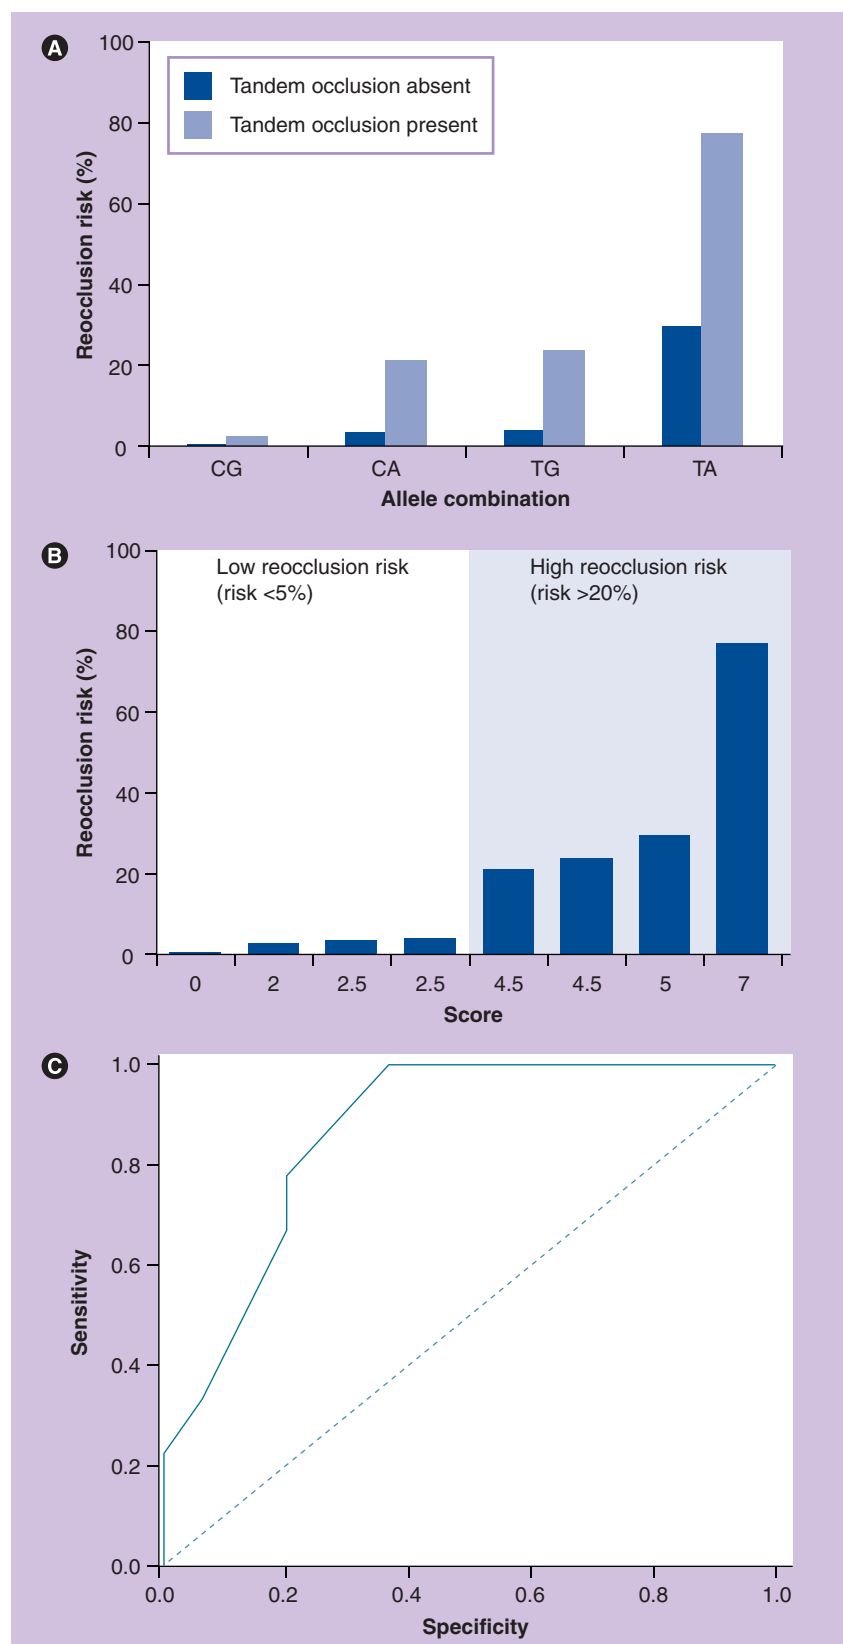 A
100
80
60
40
20
0
Reocclusion risk (%)
Tandem occlusion absent
Tandem occlusion present
CG CA TG TA
Allele combination
B
100
80
60
40
20
0
Reocclusion risk (%)
Low reocclusion risk
(risk <5%)
High reocclusion risk
(risk >20%)
0 2 2.5 2.5 4.5 4.5 5 7
Score
C
1.0
0.8
0.6
0.4
0.2
0.0
Sensitivity
0.0 0.2 0.4 0.6 0.8 1.0
Specificity